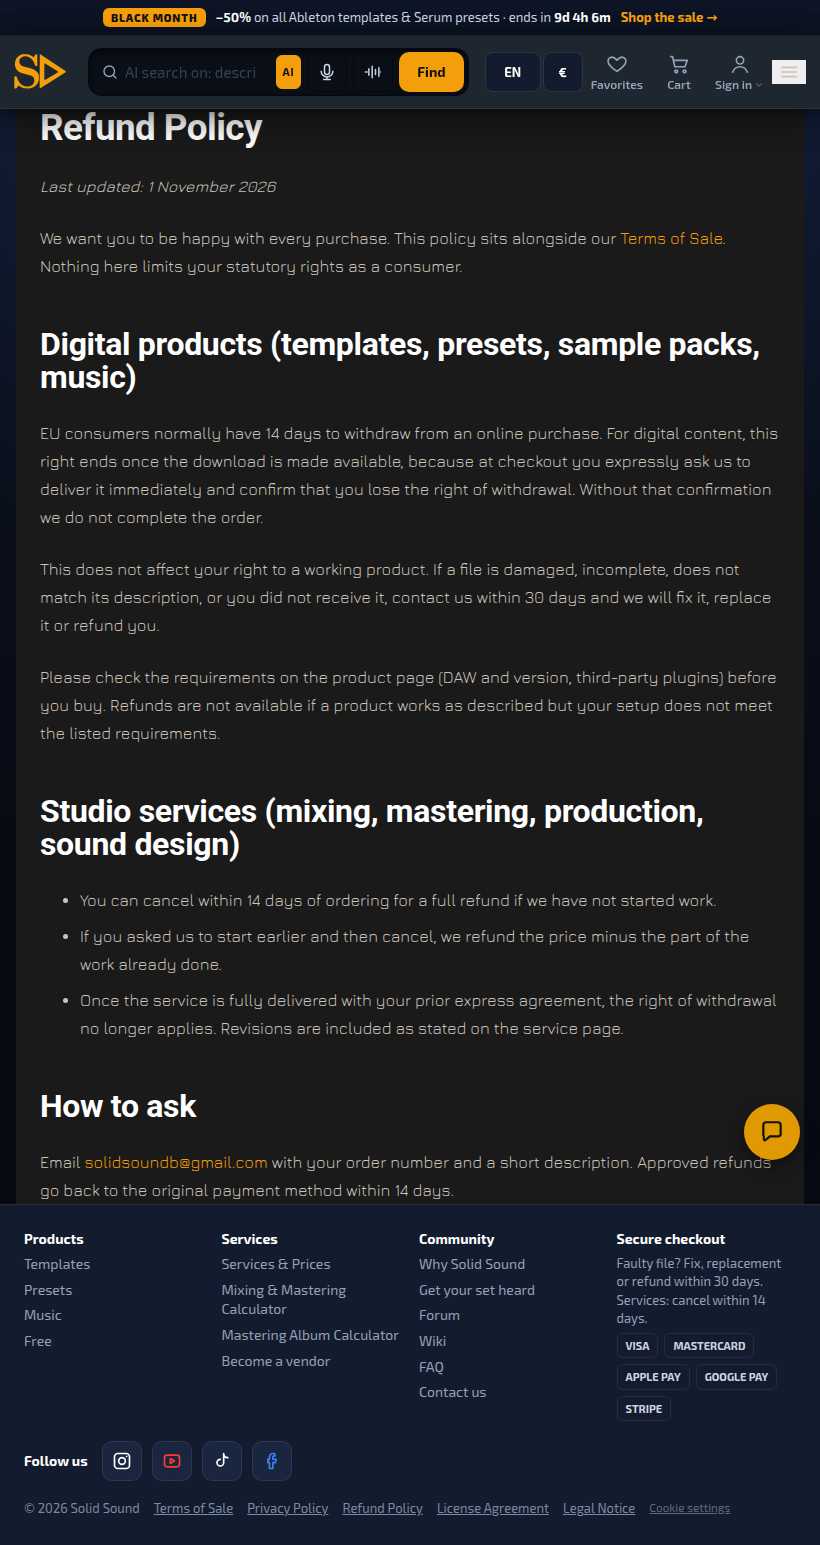 BLACK MONTH −50% on all Ableton templates & Serum presets · ends in 9d 4h 6m Shop the sale →
AI search on: descri AI Find EN € Favorites Cart Sign in
Refund Policy
Last updated: 1 November 2026
We want you to be happy with every purchase. This policy sits alongside our Terms of Sale.
Nothing here limits your statutory rights as a consumer.
Digital products (templates, presets, sample packs,
music)
EU consumers normally have 14 days to withdraw from an online purchase. For digital content, this
right ends once the download is made available, because at checkout you expressly ask us to
deliver it immediately and confirm that you lose the right of withdrawal. Without that confirmation
we do not complete the order.
This does not affect your right to a working product. If a file is damaged, incomplete, does not
match its description, or you did not receive it, contact us within 30 days and we will fix it, replace
it or refund you.
Please check the requirements on the product page (DAW and version, third-party plugins) before
you buy. Refunds are not available if a product works as described but your setup does not meet
the listed requirements.
Studio services (mixing, mastering, production,
sound design)
• You can cancel within 14 days of ordering for a full refund if we have not started work.
• If you asked us to start earlier and then cancel, we refund the price minus the part of the
work already done.
• Once the service is fully delivered with your prior express agreement, the right of withdrawal
no longer applies. Revisions are included as stated on the service page.
How to ask
Email solidsoundb@gmail.com with your order number and a short description. Approved refunds
go back to the original payment method within 14 days.
Products
Templates
Presets
Music
Free
Services
Services & Prices
Mixing & Mastering
Calculator
Mastering Album Calculator
Become a vendor
Community
Why Solid Sound
Get your set heard
Forum
Wiki
FAQ
Contact us
Secure checkout
Faulty file? Fix, replacement
or refund within 30 days.
Services: cancel within 14
days.
VISA MASTERCARD
APPLE PAY GOOGLE PAY
STRIPE
Follow us
© 2026 Solid Sound Terms of Sale Privacy Policy Refund Policy License Agreement Legal Notice Cookie settings